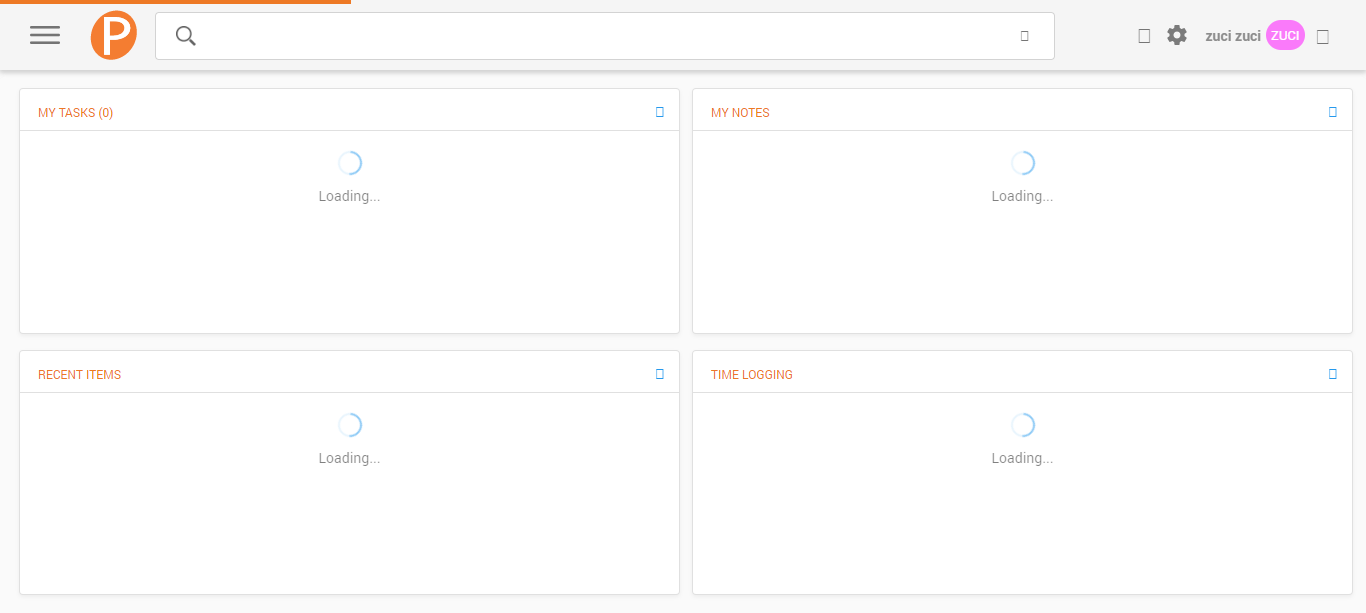 P
zuci zuci ZUCI
MY TASKS (0)
Loading...
MY NOTES
Loading...
RECENT ITEMS
Loading...
TIME LOGGING
Loading...